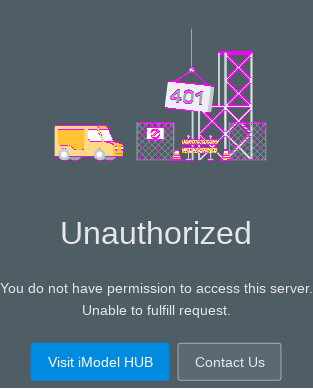 401
Unauthorized
You do not have permission to access this server.
Unable to fulfill request.
Visit iModel HUB
Contact Us